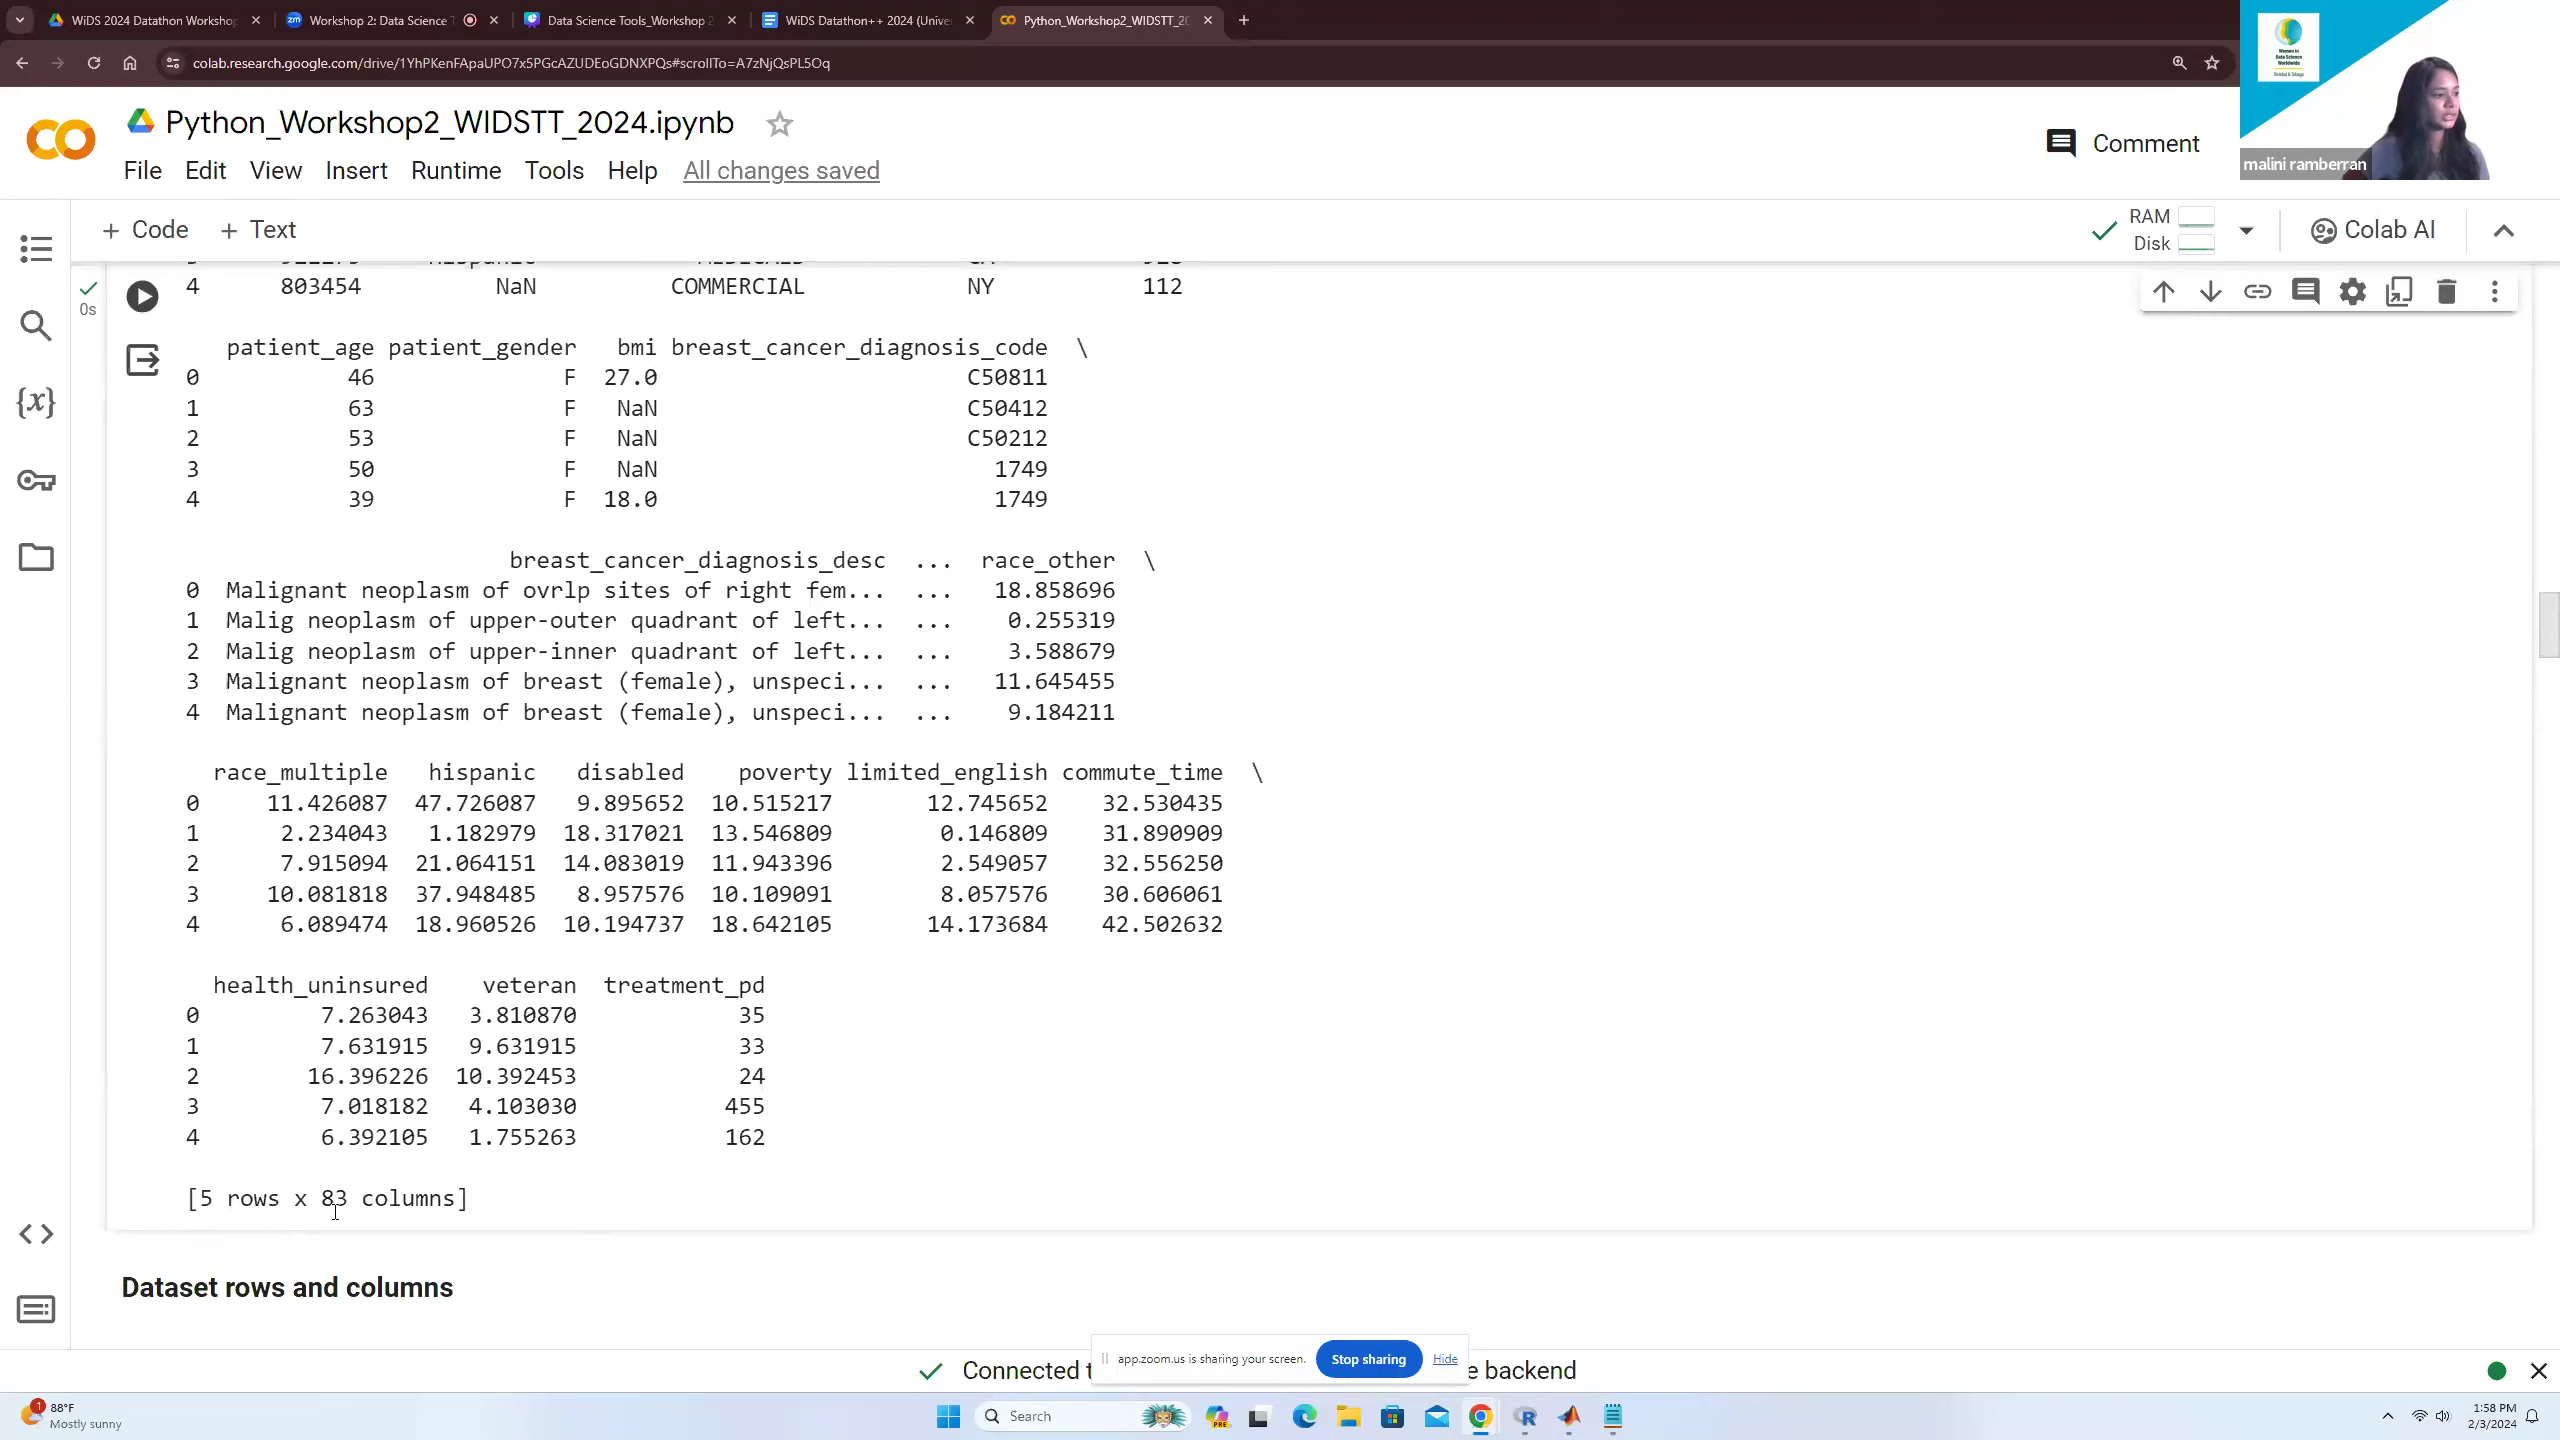 WiDS 2024 Datathon Worksho
Workshop 2: Data Science T
Data Science Tools_Workshop 2
WiDS Datathon++ 2024 (Unive
Python_Workshop2_WIDSTT_20
colab.research.google.com/drive/1YhPKenFApaUPO7x5PGcAZUDEoGDNXPQs#scrollTo=A7zNjQsPL5Oq
Women in
Data Science
Worldwide
Trinidad & Tobago
malini ramberran
Python_Workshop2_WIDSTT_2024.ipynb
Comment
File Edit View Insert Runtime Tools Help All changes saved
+ Code + Text
RAM
Disk
Colab AI
0s
4 803454 NaN COMMERCIAL NY 112
patient_age patient_gender bmi breast_cancer_diagnosis_code \
0 46 F 27.0 C50811
1 63 F NaN C50412
2 53 F NaN C50212
3 50 F NaN 1749
4 39 F 18.0 1749
breast_cancer_diagnosis_desc ... race_other \
0 Malignant neoplasm of ovrlp sites of right fem... ... 18.858696
1 Malig neoplasm of upper-outer quadrant of left... ... 0.255319
2 Malig neoplasm of upper-inner quadrant of left... ... 3.588679
3 Malignant neoplasm of breast (female), unspeci... ... 11.645455
4 Malignant neoplasm of breast (female), unspeci... ... 9.184211
race_multiple hispanic disabled poverty limited_english commute_time \
0 11.426087 47.726087 9.895652 10.515217 12.745652 32.530435
1 2.234043 1.182979 18.317021 13.546809 0.146809 31.890909
2 7.915094 21.064151 14.083019 11.943396 2.549057 32.556250
3 10.081818 37.948485 8.957576 10.109091 8.057576 30.606061
4 6.089474 18.960526 10.194737 18.642105 14.173684 42.502632
health_uninsured veteran treatment_pd
0 7.263043 3.810870 35
1 7.631915 9.631915 33
2 16.396226 10.392453 24
3 7.018182 4.103030 455
4 6.392105 1.755263 162
[5 rows x 83 columns]
Dataset rows and columns
Connected t
app.zoom.us is sharing your screen. Stop sharing Hide
e backend
88°F
Mostly sunny
Search
1:58 PM
2/3/2024